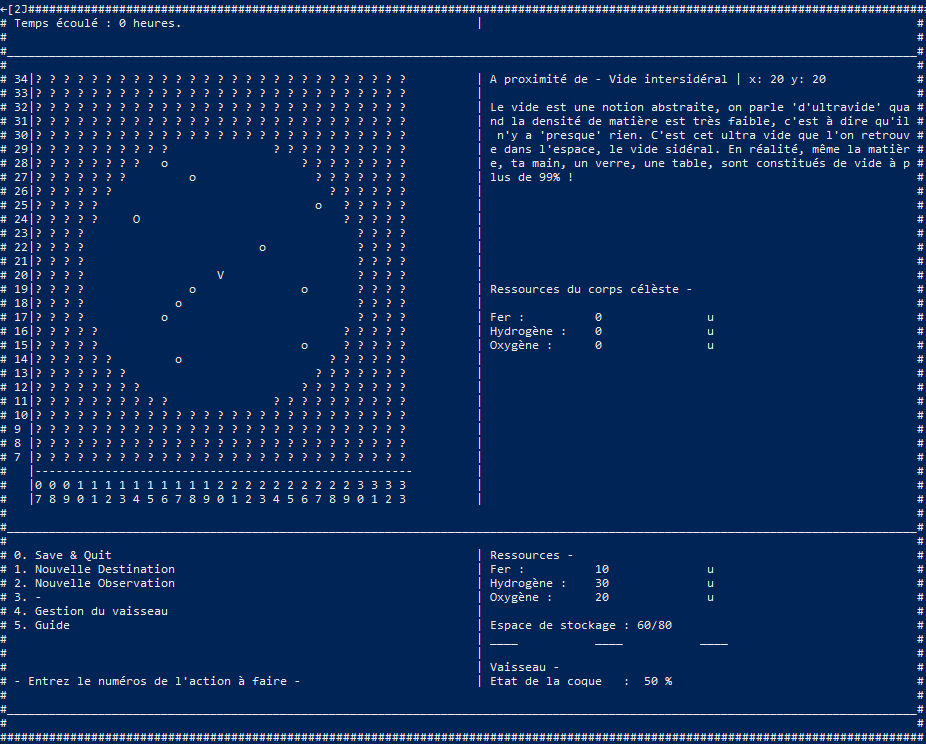 ←[2J##################################################################################################################################
# Temps écoulé : 0 heures. | #
# #
#__________________________________________________________________________________________________________________________________#
# #
# 34|? ? ? ? ? ? ? ? ? ? ? ? ? ? ? ? ? ? ? ? ? ? ? ? ? ? ? | A proximité de - Vide intersidéral | x: 20 y: 20 #
# 33|? ? ? ? ? ? ? ? ? ? ? ? ? ? ? ? ? ? ? ? ? ? ? ? ? ? ? | #
# 32|? ? ? ? ? ? ? ? ? ? ? ? ? ? ? ? ? ? ? ? ? ? ? ? ? ? ? | Le vide est une notion abstraite, on parle 'd'ultravide' qua #
# 31|? ? ? ? ? ? ? ? ? ? ? ? ? ? ? ? ? ? ? ? ? ? ? ? ? ? ? | nd la densité de matière est très faible, c'est à dire qu'il #
# 30|? ? ? ? ? ? ? ? ? ? ? ? ? ? ? ? ? ? ? ? ? ? ? ? ? ? ? | n'y a 'presque' rien. C'est cet ultra vide que l'on retrouv #
# 29|? ? ? ? ? ? ? ? ? ? ? ? ? ? ? ? ? ? ? ? | e dans l'espace, le vide sidéral. En réalité, même la matièr #
# 28|? ? ? ? ? ? ? ? o ? ? ? ? ? ? ? ? | e, ta main, un verre, une table, sont constitués de vide à p #
# 27|? ? ? ? ? ? ? o ? ? ? ? ? ? ? | lus de 99% ! #
# 26|? ? ? ? ? ? ? ? ? ? ? ? | #
# 25|? ? ? ? ? o ? ? ? ? ? | #
# 24|? ? ? ? ? O ? ? ? ? ? | #
# 23|? ? ? ? ? ? ? ? | #
# 22|? ? ? ? o ? ? ? ? | #
# 21|? ? ? ? ? ? ? ? | #
# 20|? ? ? ? V ? ? ? ? | #
# 19|? ? ? ? o o ? ? ? ? | Ressources du corps célèste - #
# 18|? ? ? ? o ? ? ? ? | #
# 17|? ? ? ? o ? ? ? ? | Fer : 0 u #
# 16|? ? ? ? ? ? ? ? ? ? | Hydrogène : 0 u #
# 15|? ? ? ? ? o ? ? ? ? ? | Oxygène : 0 u #
# 14|? ? ? ? ? ? o ? ? ? ? ? ? | #
# 13|? ? ? ? ? ? ? ? ? ? ? ? ? ? | #
# 12|? ? ? ? ? ? ? ? ? ? ? ? ? ? ? ? | #
# 11|? ? ? ? ? ? ? ? ? ? ? ? ? ? ? ? ? ? ? ? | #
# 10|? ? ? ? ? ? ? ? ? ? ? ? ? ? ? ? ? ? ? ? ? ? ? ? ? ? ? | #
# 9 |? ? ? ? ? ? ? ? ? ? ? ? ? ? ? ? ? ? ? ? ? ? ? ? ? ? ? | #
# 8 |? ? ? ? ? ? ? ? ? ? ? ? ? ? ? ? ? ? ? ? ? ? ? ? ? ? ? | #
# 7 |? ? ? ? ? ? ? ? ? ? ? ? ? ? ? ? ? ? ? ? ? ? ? ? ? ? ? | #
# |------------------------------------------------------ | #
# |0 0 0 1 1 1 1 1 1 1 1 1 1 2 2 2 2 2 2 2 2 2 2 3 3 3 3 | #
# |7 8 9 0 1 2 3 4 5 6 7 8 9 0 1 2 3 4 5 6 7 8 9 0 1 2 3 | #
# #
#__________________________________________________________________________________________________________________________________#
# #
# 0. Save & Quit | Ressources - #
# 1. Nouvelle Destination | Fer : 10 u #
# 2. Nouvelle Observation | Hydrogène : 30 u #
# 3. - | Oxygène : 20 u #
# 4. Gestion du vaisseau | #
# 5. Guide | Espace de stockage : 60/80 #
# | ____ ____ ____ #
# | #
# | Vaisseau - #
# - Entrez le numéros de l'action à faire - | Etat de la coque : 50 % #
# #
#__________________________________________________________________________________________________________________________________#
# #
####################################################################################################################################